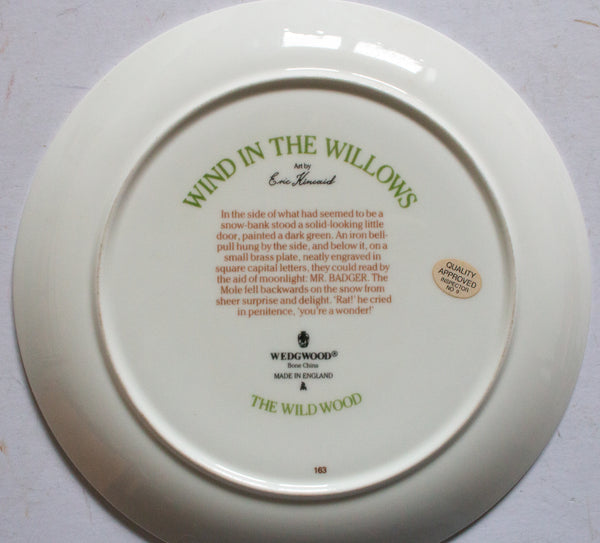 WIND IN THE WILLOWS
Art by
Eric Kincaid
In the side of what had seemed to be a
snow-bank stood a solid-looking little
door, painted a dark green. An iron bell-
pull hung by the side, and below it, on a
small brass plate, neatly engraved in
square capital letters, they could read by
the aid of moonlight: MR. BADGER. The
Mole fell backwards on the snow from
sheer surprise and delight. 'Rat!' he cried
in penitence, 'you're a wonder!'
QUALITY
APPROVED
INSPECTOR
NO 9
WEDGWOOD®
Bone China
MADE IN ENGLAND
THE WILD WOOD
163